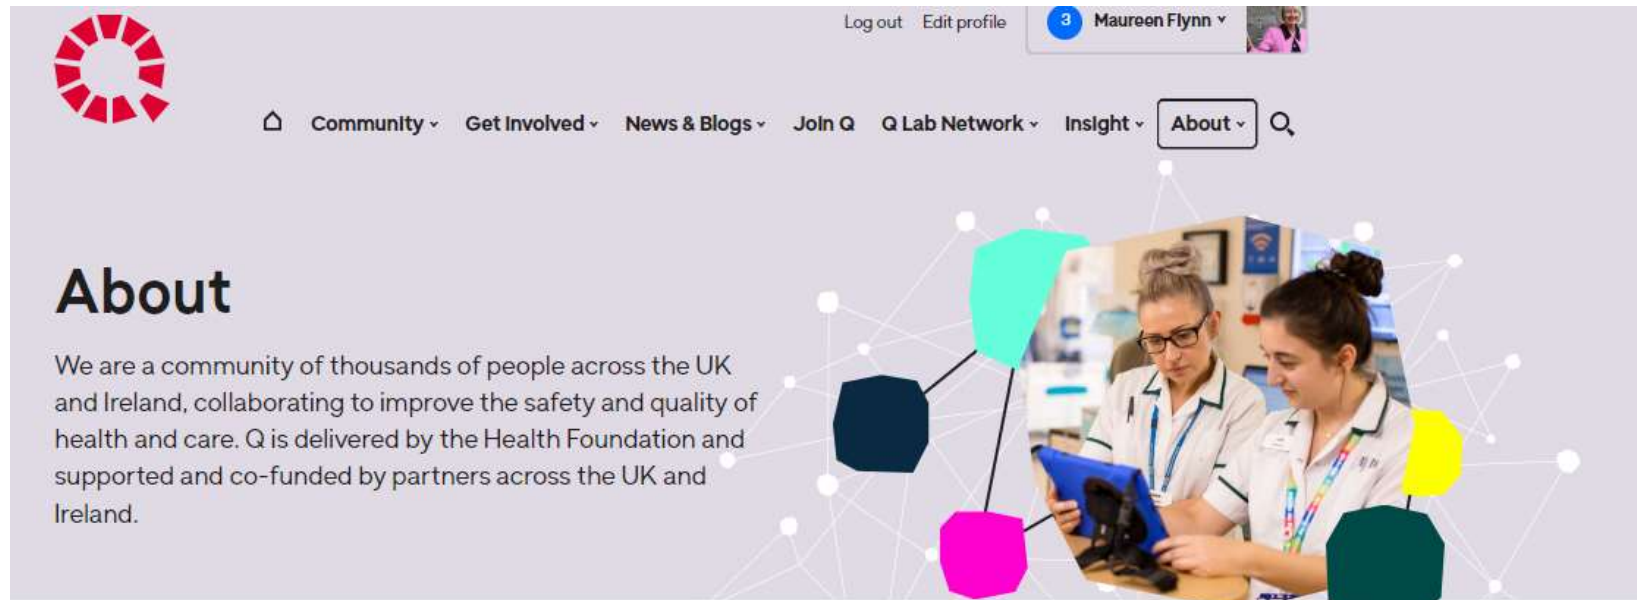 Log out Edit profile 3 Maureen Flynn
Community Get Involved News & Blogs Join Q Q Lab Network Insight About
About
We are a community of thousands of people across the UK
and Ireland, collaborating to improve the safety and quality of
health and care. Q is delivered by the Health Foundation and
supported and co-funded by partners across the UK and
Ireland.